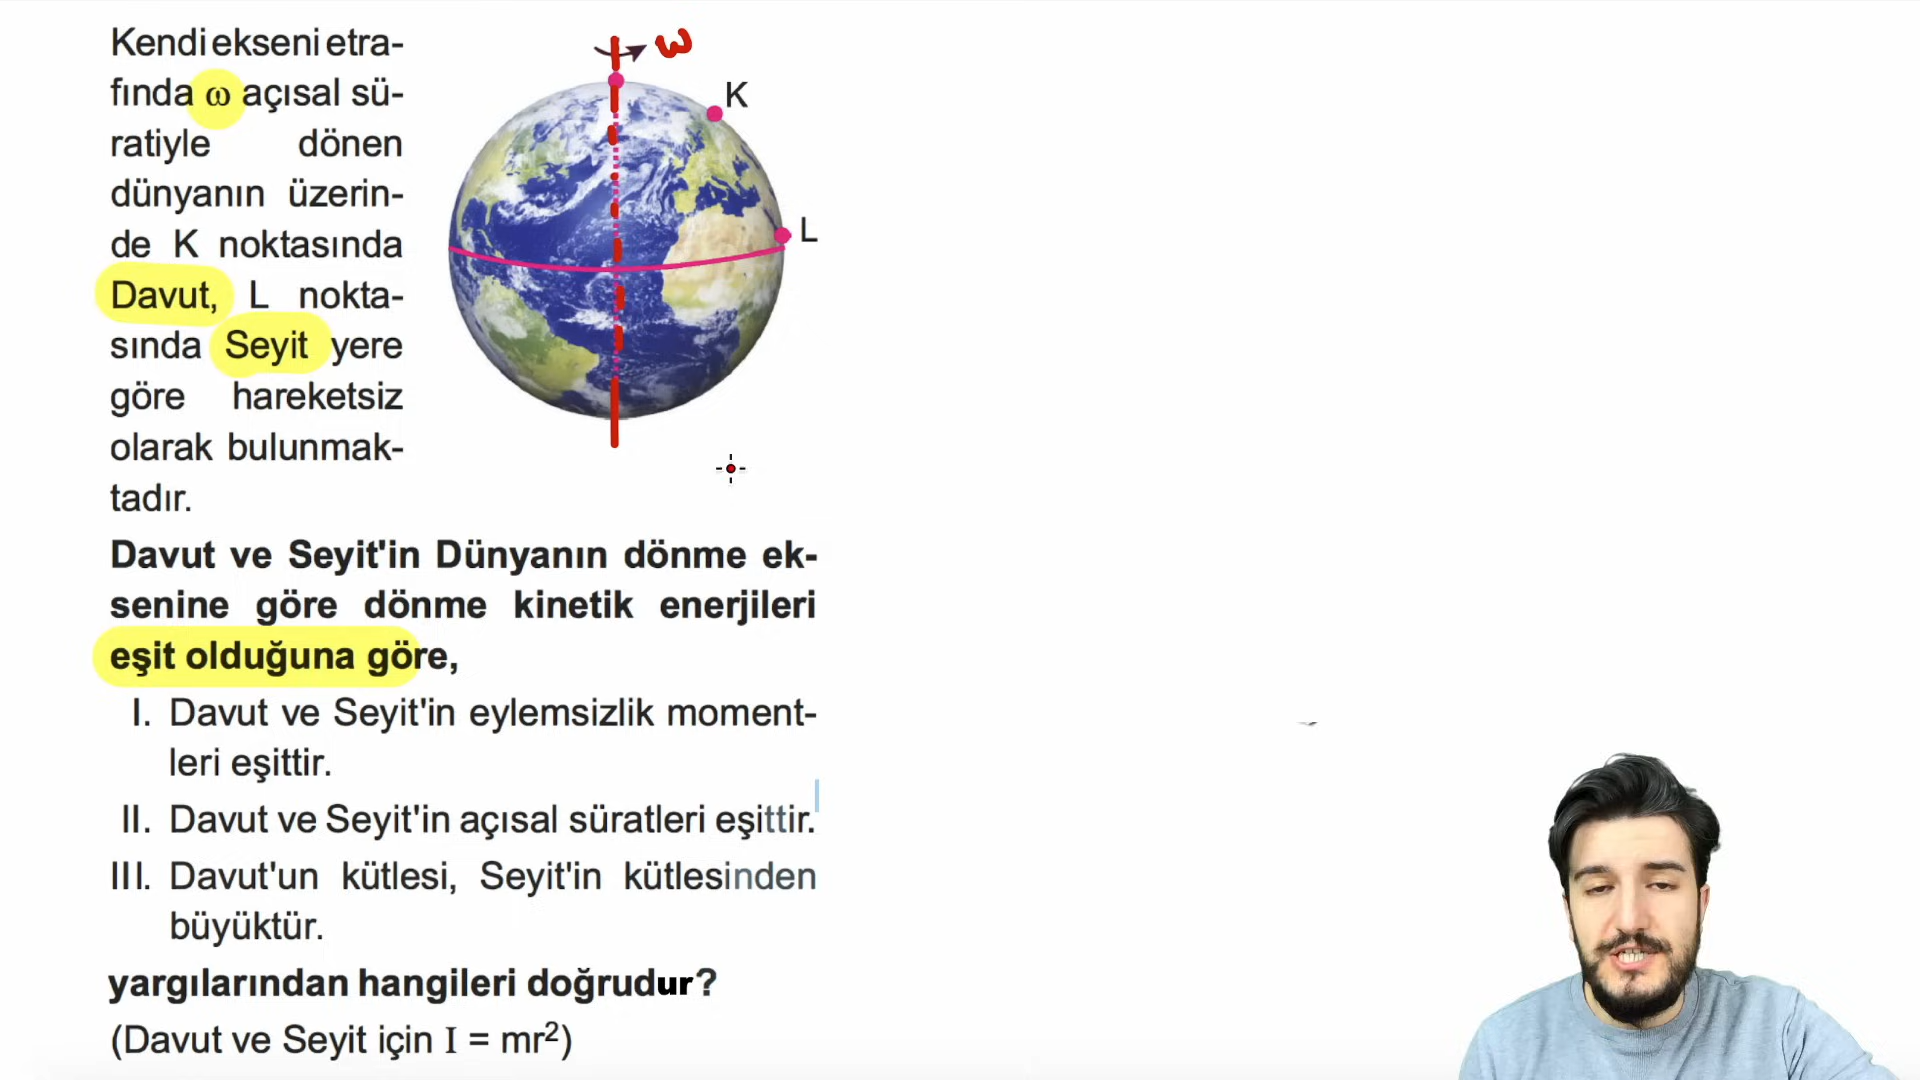 Kendi ekseni etra-
fında ω açısal sü-
ratiyle dönen
dünyanın üzerin-
de K noktasında
Davut, L nokta-
sında Seyit yere
göre hareketsiz
olarak bulunmak-
tadır.
ω
K
L
Davut ve Seyit'in Dünyanın dönme ek-
senine göre dönme kinetik enerjileri
eşit olduğuna göre,
I. Davut ve Seyit'in eylemsizlik moment-
leri eşittir.
II. Davut ve Seyit'in açısal süratleri eşittir.
III. Davut'un kütlesi, Seyit'in kütlesinden
büyüktür.
yargılarından hangileri doğrudur?
(Davut ve Seyit için I = mr²)